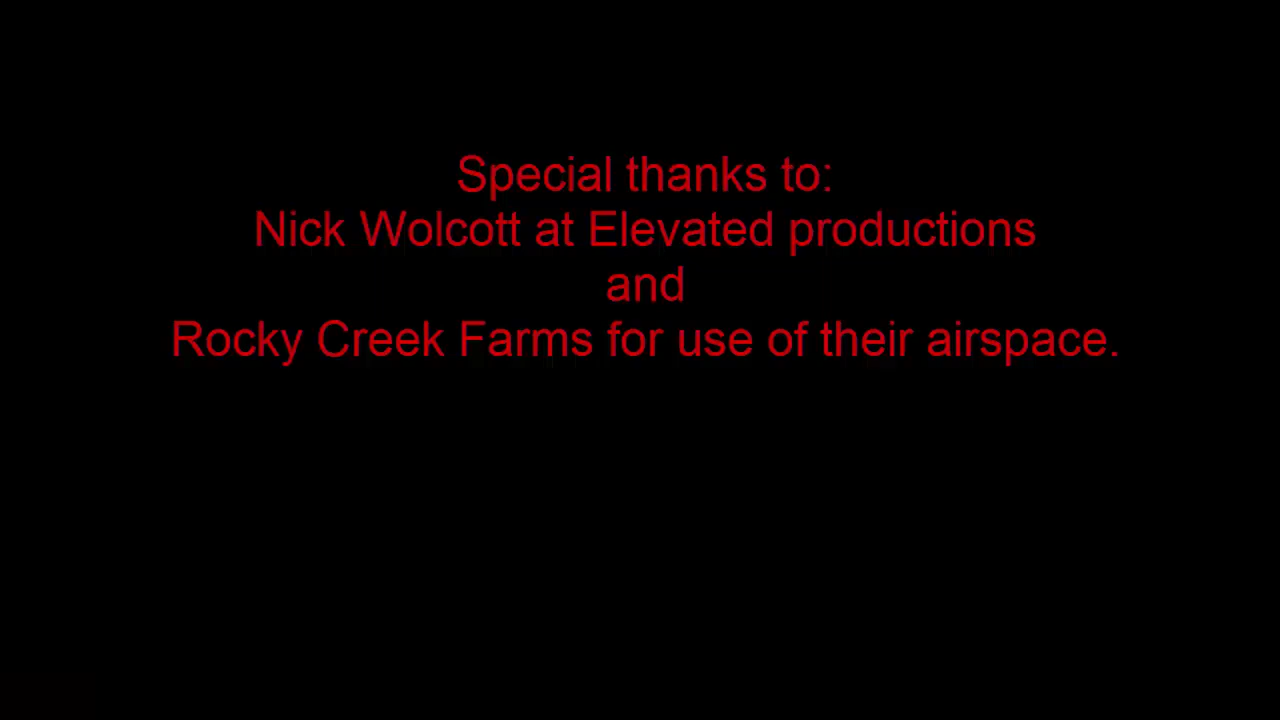 Special thanks to:
Nick Wolcott at Elevated productions
and
Rocky Creek Farms for use of their airspace.